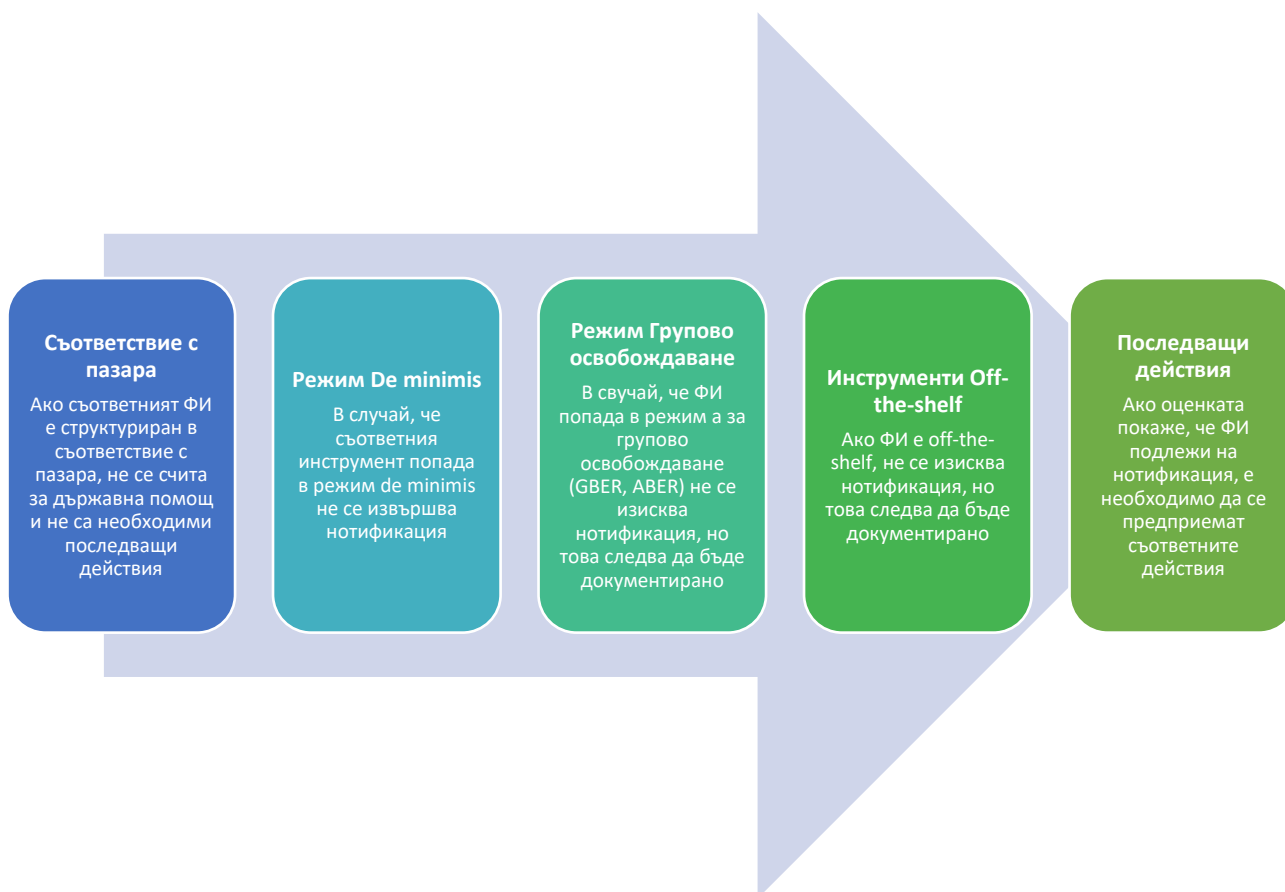 Съответствие с
пазара
Ако съответният ФИ
е структуриран в
съответствие с
пазара, не се счита
за държавна помощ
и не са необходими
последващи
действия
Режим De minimis
В случай, че
съответния
инструмент попада
в режим de minimis
не се извършва
нотификация
Режим Групово
освобождаване
В свучай, че ФИ
попада в режим а за
групово
освобождаване
(GBER, ABER) не се
изисква
нотификация, но
това следва да бъде
документирано
Инструменти Off-
the-shelf
Ако ФИ е off-the-
shelf, не се изисква
нотификация, но
това следва да бъде
документирано
Последващи
действия
Ако оценката
покаже, че ФИ
подлежи на
нотификация, е
необходимо да се
предприемат
съответните
действия